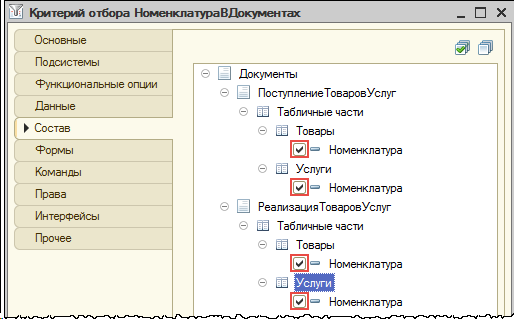 Критерий отбора НоменклатураВДокументах
Основные
Подсистемы
Функциональные опции
Данные
Состав
Формы
Команды
Права
Интерфейсы
Прочее
Документы
ПоступлениеТоваровУслуг
Табличные части
Товары
Номенклатура
Услуги
Номенклатура
РеализацияТоваровУслуг
Табличные части
Товары
Номенклатура
Услуги
Номенклатура